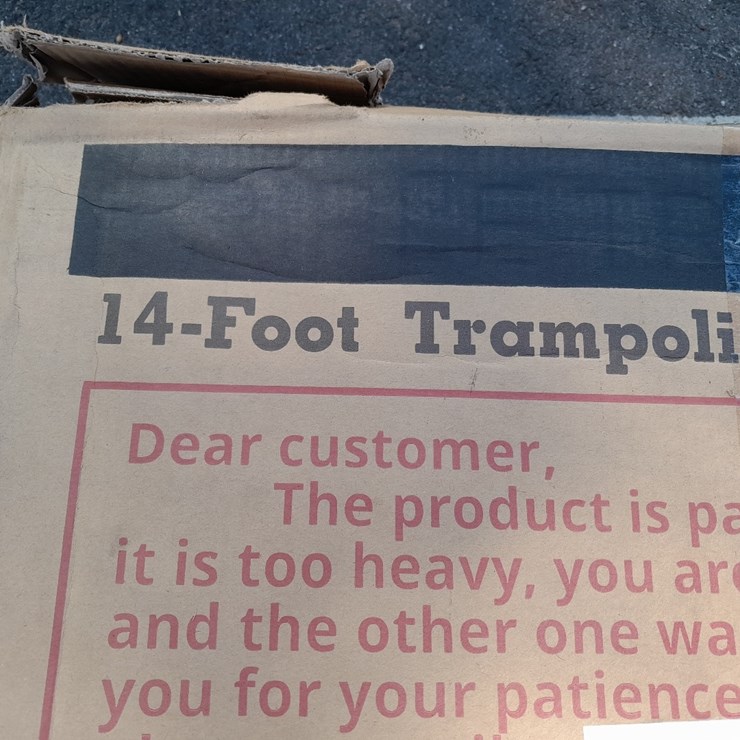 14-Foot Trampoli
Dear customer,
The product is pa
it is too heavy, you are
and the other one wa
you for your patience